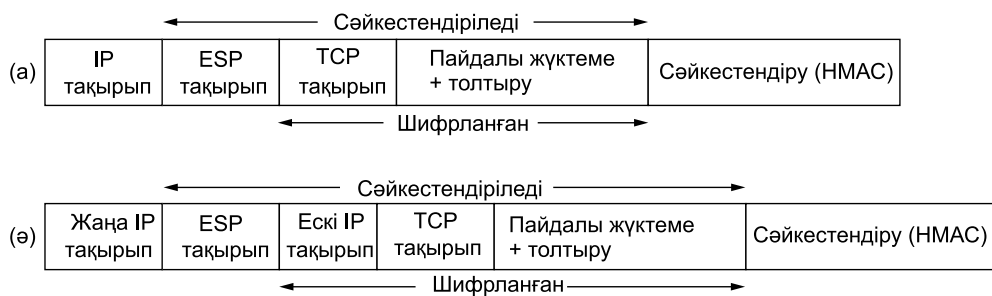 Сәйкестендіріледі
(а)
IP тақырып
ESP тақырып
TCP тақырып
Пайдалы жүктеме + толтыру
Сәйкестендіру (HMAC)
Шифрланған
Сәйкестендіріледі
(ә)
Жаңа IP тақырып
ESP тақырып
Ескі IP тақырып
TCP тақырып
Пайдалы жүктеме + толтыру
Сәйкестендіру (HMAC)
Шифрланған